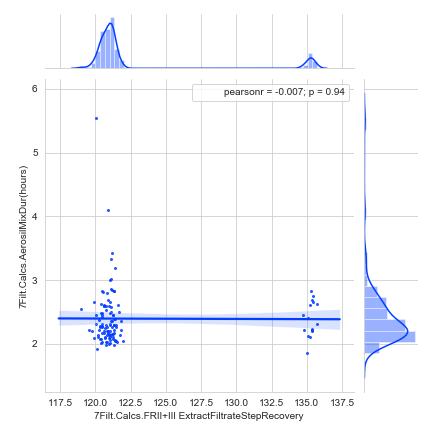 pearsonr = -0.007; p = 0.94
6
5
4
3
2
7Filt.Calcs.AerosilMixDur(hours)
117.5 120.0 122.5 125.0 127.5 130.0 132.5 135.0 137.5
7Filt.Calcs.FRII+III ExtractFiltrateStepRecovery